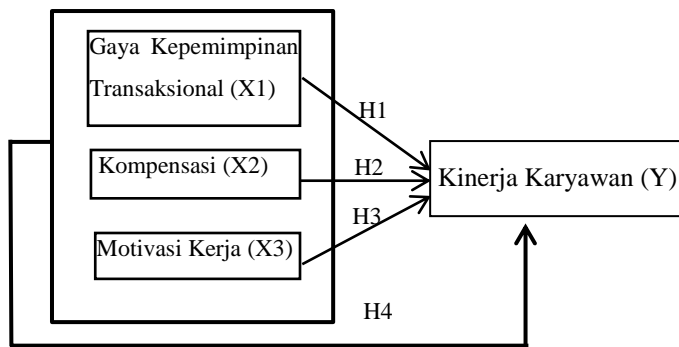 Gaya Kepemimpinan
Transaksional (X1)
H1
Kompensasi (X2)
H2
Kinerja Karyawan (Y)
H3
Motivasi Kerja (X3)
H4